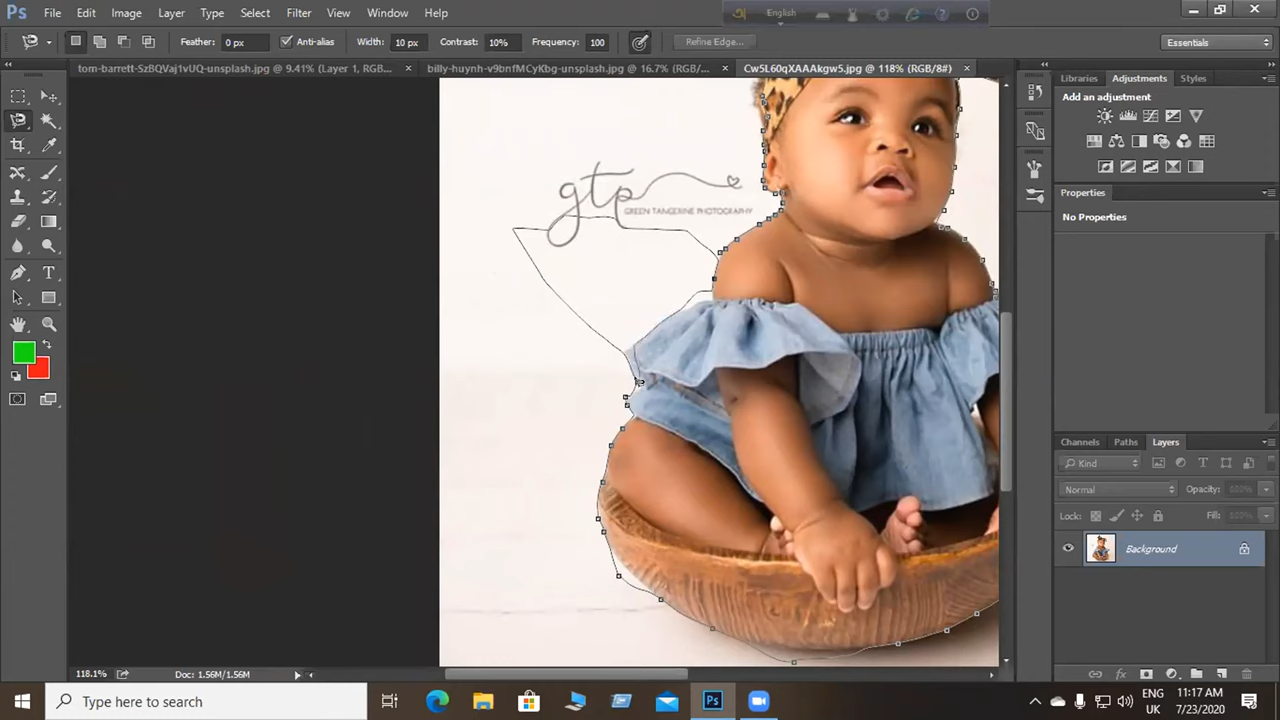 Ps File Edit Image Layer Type Select Filter View Window Help
English
Feather: 0 px Anti-alias Width: 10 px Contrast: 10% Frequency: 100 Refine Edge... Essentials
tom-barrett-SzBQVaj1vUQ-unsplash.jpg @ 9.41% (Layer 1, RGB... × billy-huynh-v9bnfMCyKbg-unsplash.jpg @ 16.7% (RGB/... × Cw5L60qXAAAkgw5.jpg @ 118% (RGB/8#) ×
Libraries Adjustments Styles
Add an adjustment
Properties
No Properties
gtp
GREEN TANGERINE PHOTOGRAPHY
Channels Paths Layers
Kind
Normal Opacity:
Lock: Fill:
Background
118.1% Doc: 1.56M/1.56M
Type here to search
Ps
ENG
UK
11:17 AM
7/23/2020